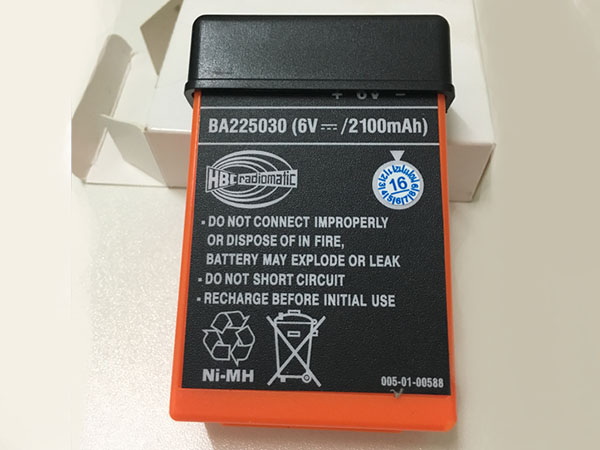 + 6V −
BA225030 (6V ⎓ /2100mAh)
HBC radiomatic
16
- DO NOT CONNECT IMPROPERLY
OR DISPOSE OF IN FIRE,
BATTERY MAY EXPLODE OR LEAK
- DO NOT SHORT CIRCUIT
- RECHARGE BEFORE INITIAL USE
Ni-MH
005-01-00588